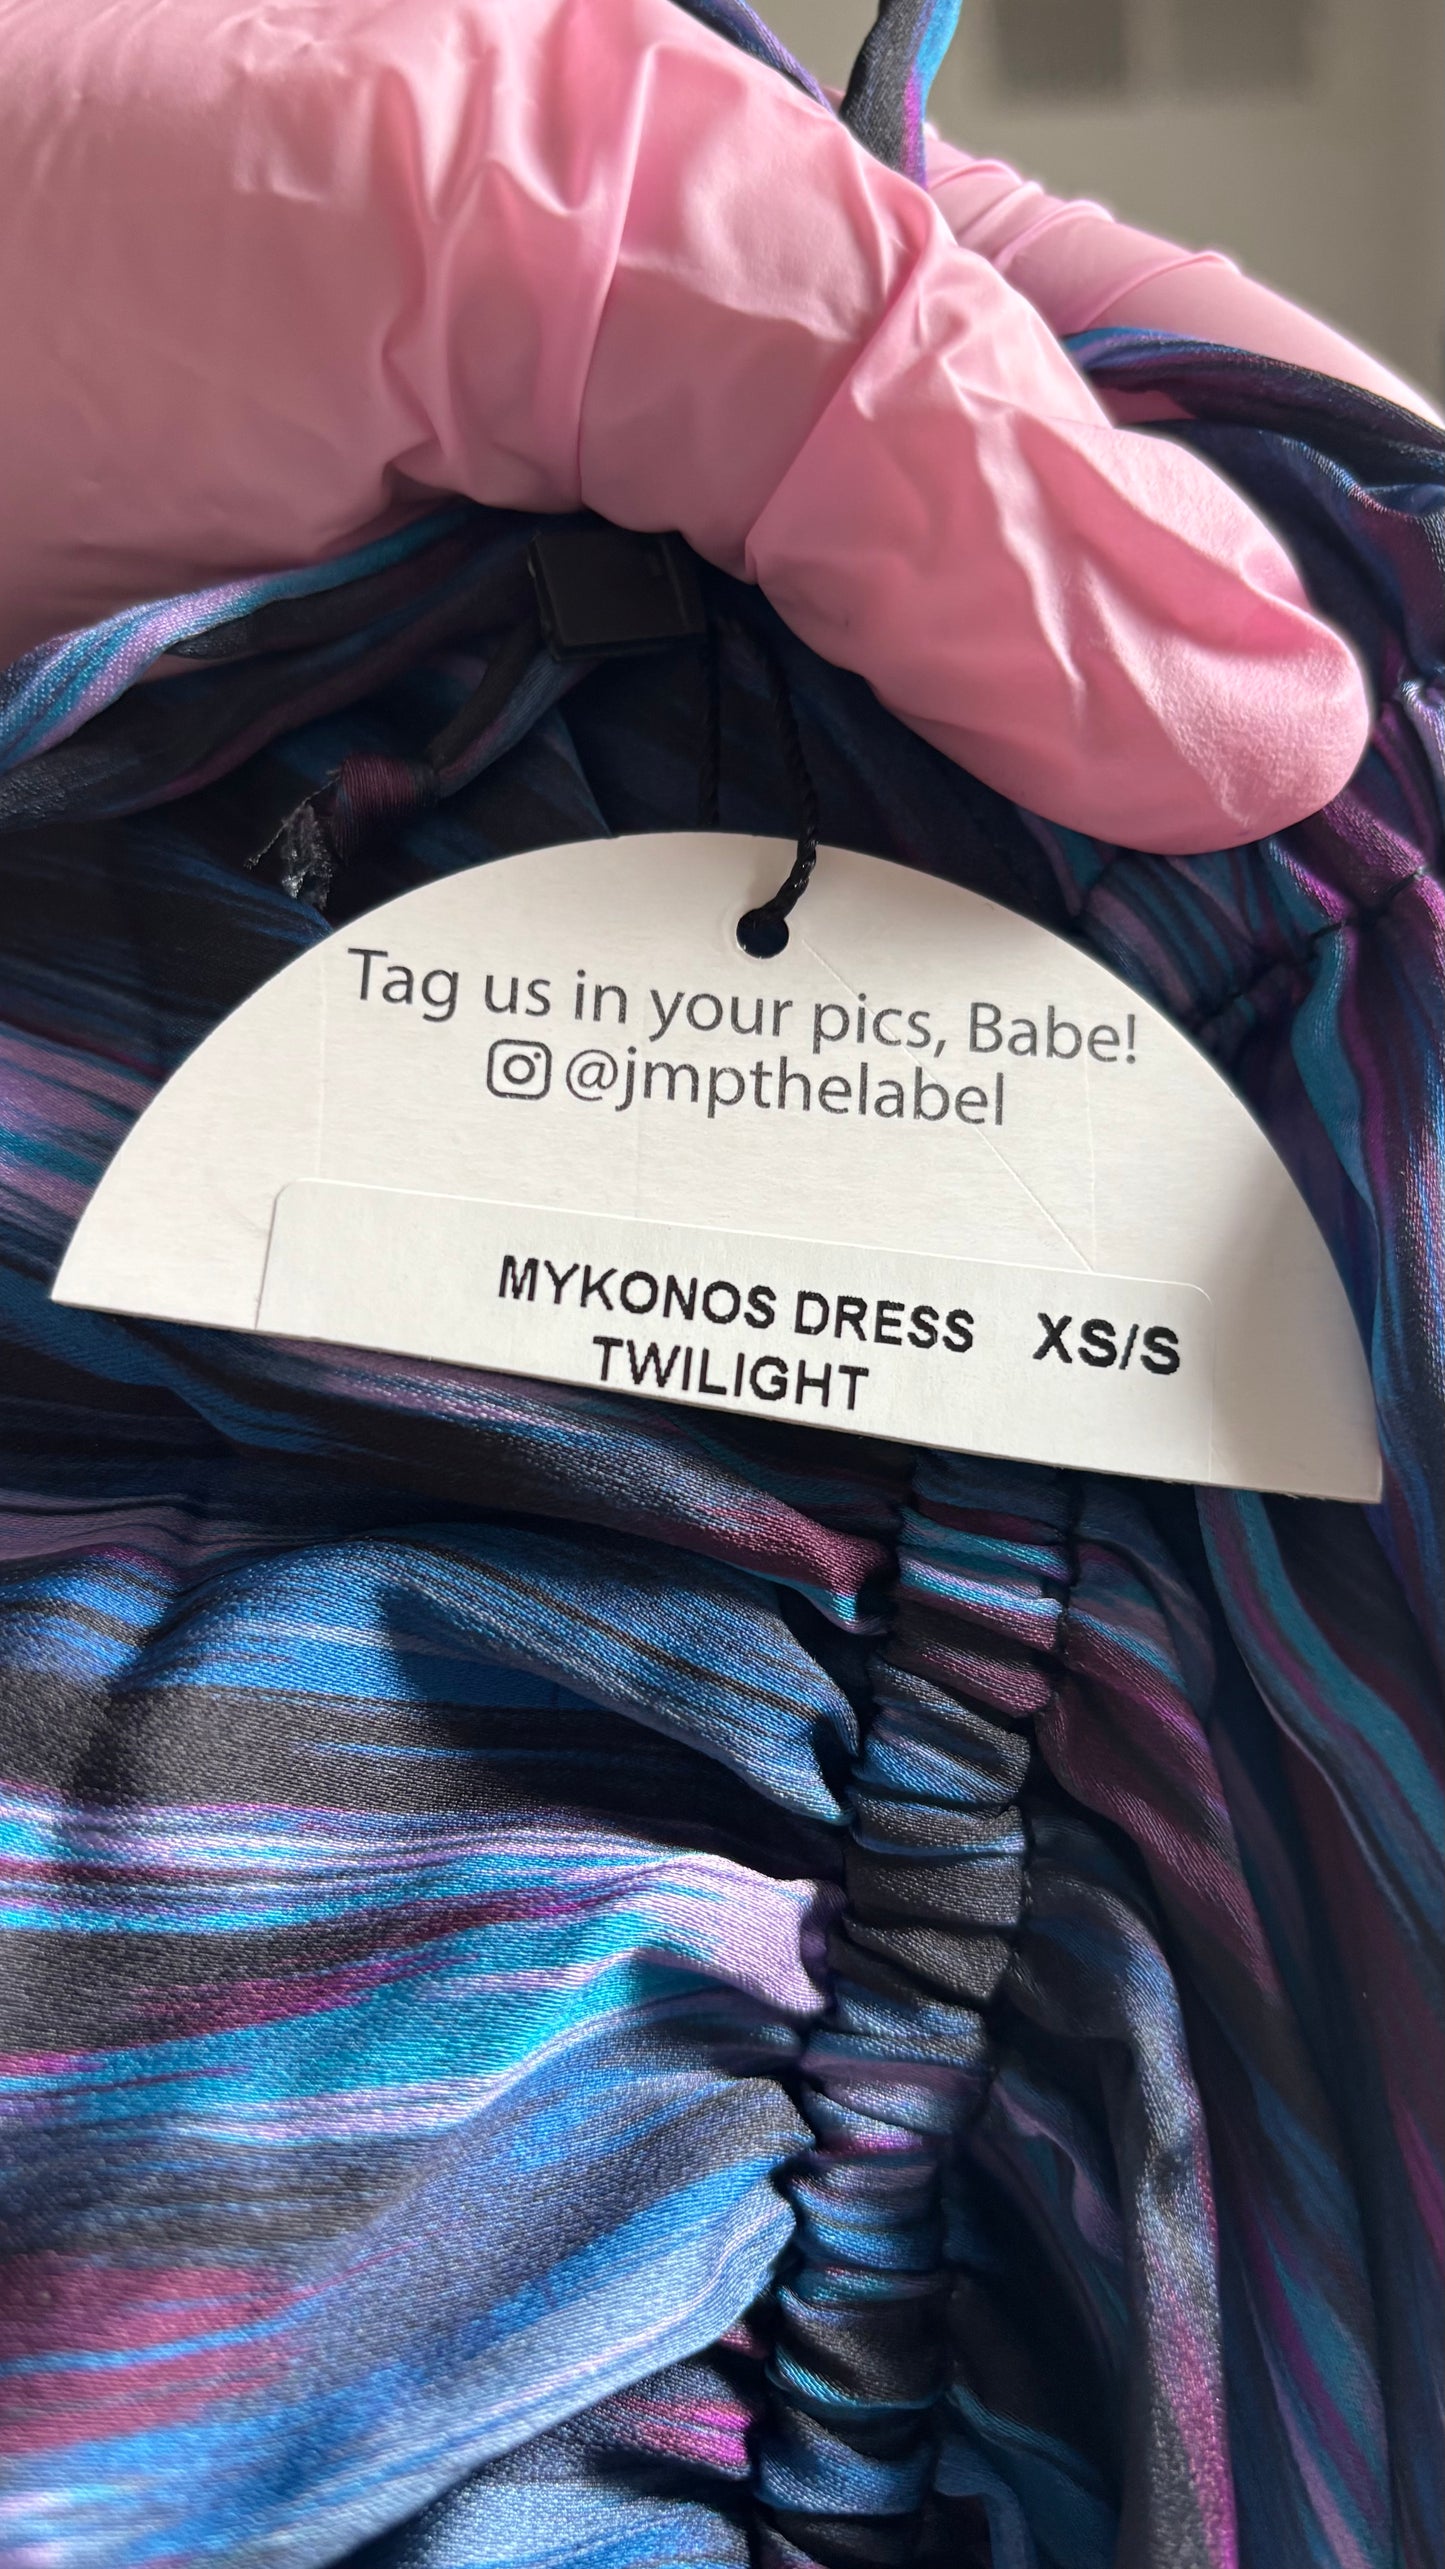 Tag us in your pics, Babe!
@jmpthelabel
MYKONOS DRESS XS/S
TWILIGHT